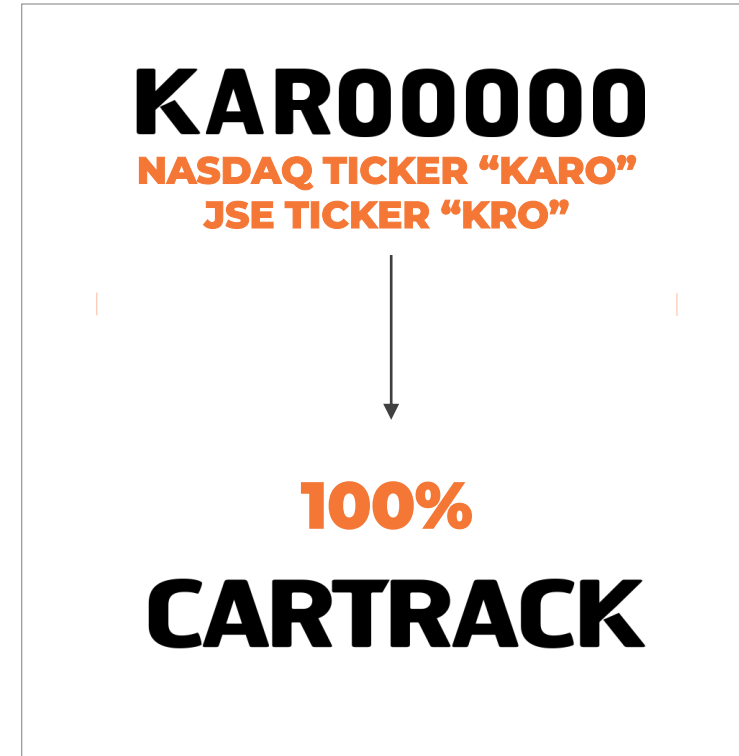 KAROOOOO
NASDAQ TICKER “KARO”
JSE TICKER “KRO”
100%
CARTRACK